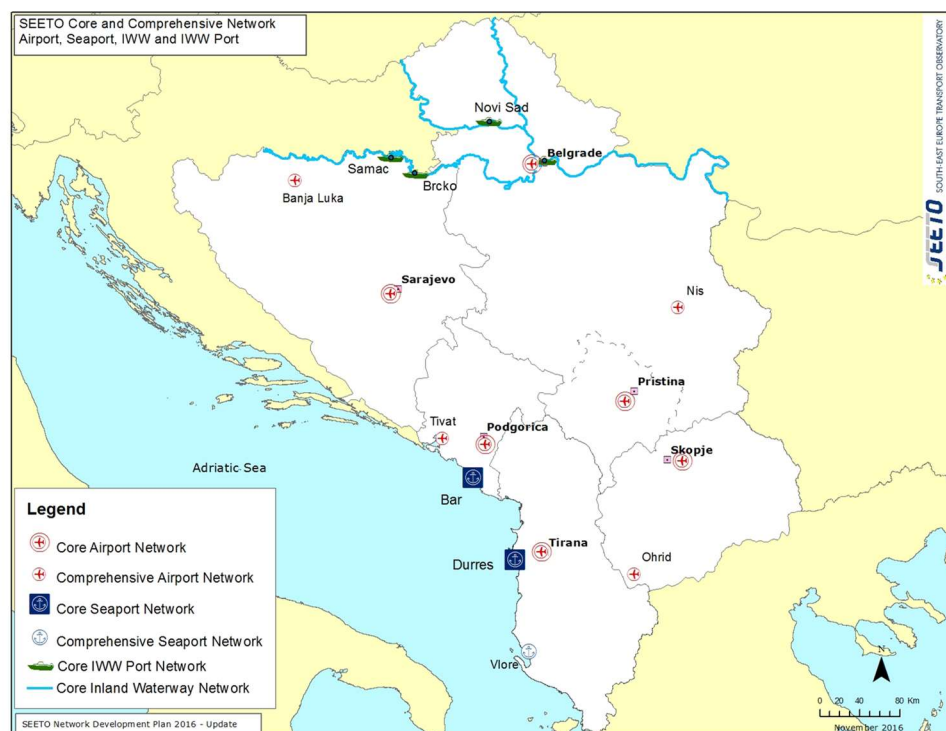 SEETO Core and Comprehensive Network
Airport, Seaport, IWW and IWW Port
SEETO SOUTH-EAST EUROPE TRANSPORT OBSERVATORY
Novi Sad
Belgrade
Samac
Brcko
Banja Luka
Sarajevo
Nis
Pristina
Tivat
Podgorica
Skopje
Adriatic Sea
Bar
Tirana
Durres
Ohrid
Vlore
Legend
Core Airport Network
Comprehensive Airport Network
Core Seaport Network
Comprehensive Seaport Network
Core IWW Port Network
Core Inland Waterway Network
N
0 20 40 80 Km
November 2016
SEETO Network Development Plan 2016 - Update